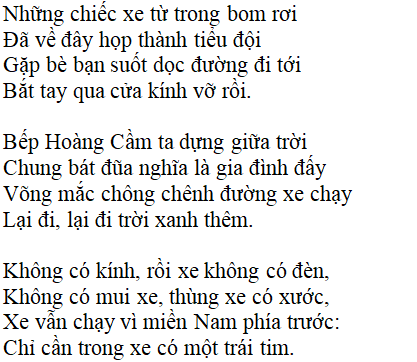 Những chiếc xe từ trong bom rơi
Đã về đây họp thành tiểu đội
Gặp bè bạn suốt dọc đường đi tới
Bắt tay qua cửa kính vỡ rồi.

Bếp Hoàng Cầm ta dựng giữa trời
Chung bát đũa nghĩa là gia đình đấy
Võng mắc chông chênh đường xe chạy
Lại đi, lại đi trời xanh thêm.

Không có kính, rồi xe không có đèn,
Không có mui xe, thùng xe có xước,
Xe vẫn chạy vì miền Nam phía trước:
Chỉ cần trong xe có một trái tim.